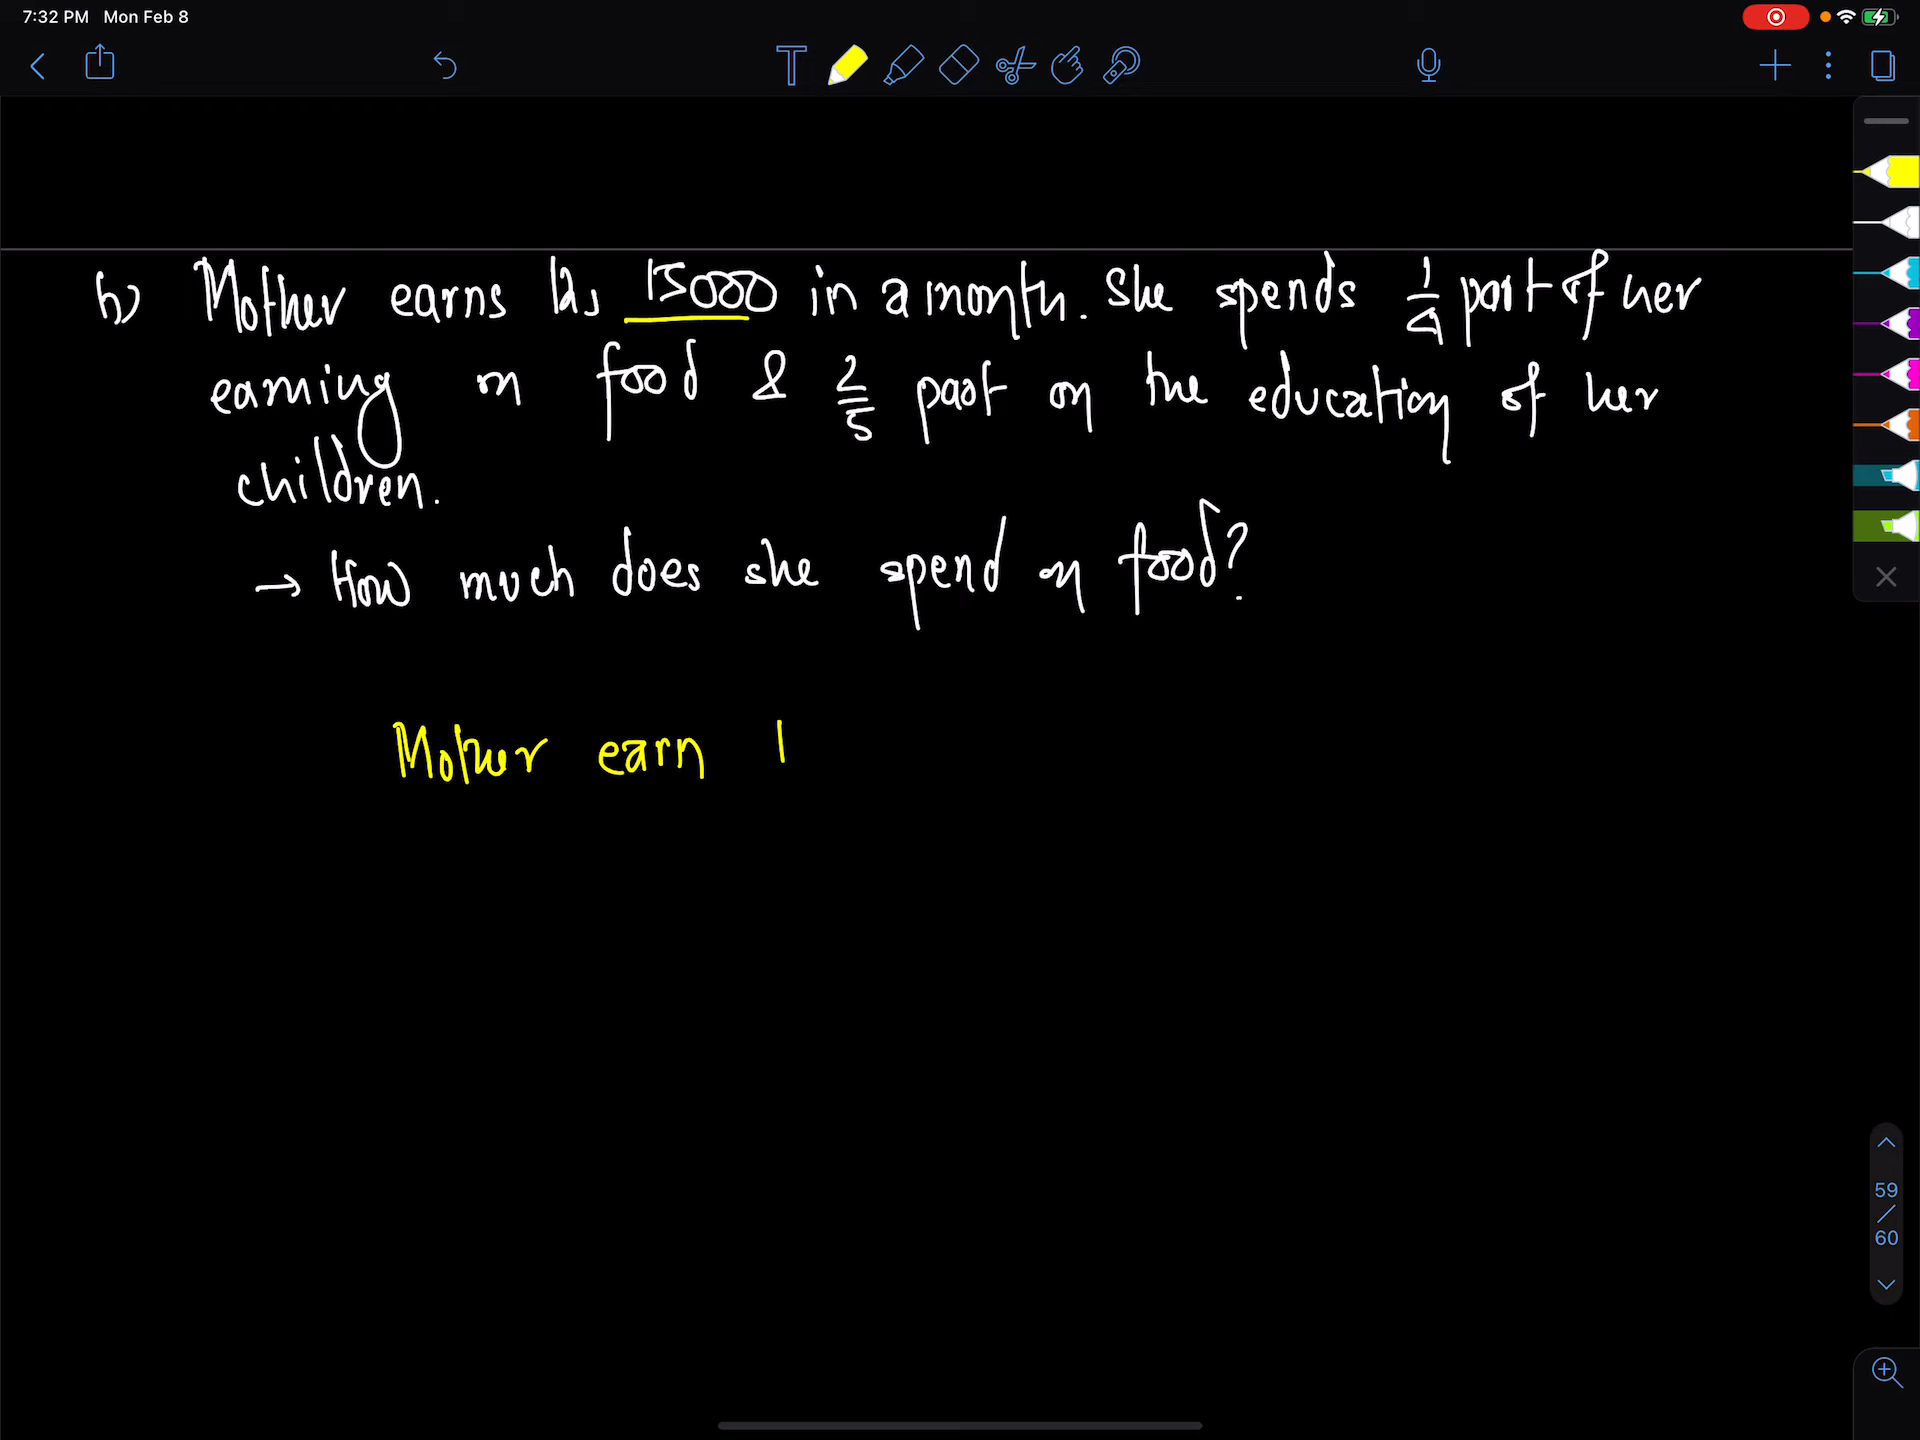 7:32 PM Mon Feb 8
h) Mother earns Rs 15000 in a month. She spends 1/4 part of her
earning on food & 2/5 part on the education of her
children.
→ How much does she spend on food?
Mother earn 1
59
/
60